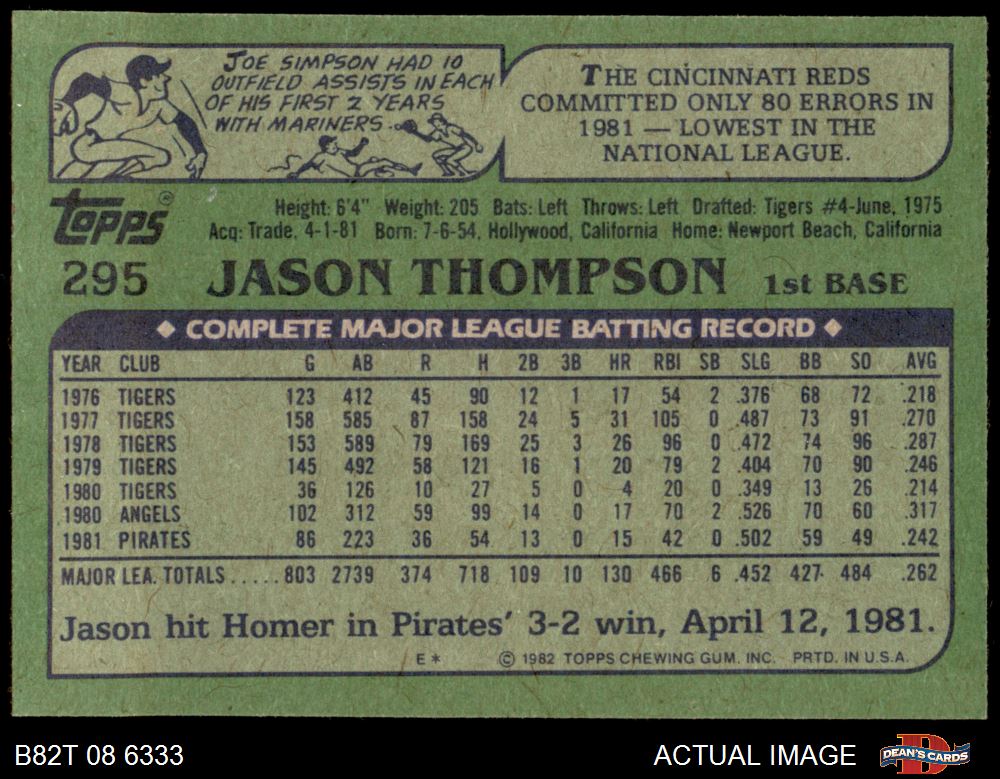 JOE SIMPSON HAD 10
OUTFIELD ASSISTS IN EACH
OF HIS FIRST 2 YEARS
WITH MARINERS.
THE CINCINNATI REDS
COMMITTED ONLY 80 ERRORS IN
1981 — LOWEST IN THE
NATIONAL LEAGUE.
topps®
Height: 6'4" Weight: 205 Bats: Left Throws: Left Drafted: Tigers #4-June, 1975
Acq: Trade, 4-1-81 Born: 7-6-54, Hollywood, California Home: Newport Beach, California
295 JASON THOMPSON 1st BASE
◆ COMPLETE MAJOR LEAGUE BATTING RECORD ◆
YEAR CLUB G AB R H 2B 3B HR RBI SB SLG BB SO AVG
1976 TIGERS 123 412 45 90 12 1 17 54 2 .376 68 72 .218
1977 TIGERS 158 585 87 158 24 5 31 105 0 .487 73 91 .270
1978 TIGERS 153 589 79 169 25 3 26 96 0 .472 74 96 .287
1979 TIGERS 145 492 58 121 16 1 20 79 2 .404 70 90 .246
1980 TIGERS 36 126 10 27 5 0 4 20 0 .349 13 26 .214
1980 ANGELS 102 312 59 99 14 0 17 70 2 .526 70 60 .317
1981 PIRATES 86 223 36 54 13 0 15 42 0 .502 59 49 .242
MAJOR LEA. TOTALS.....803 2739 374 718 109 10 130 466 6 .452 427 484 .262
Jason hit Homer in Pirates' 3-2 win, April 12, 1981.
E* © 1982 TOPPS CHEWING GUM, INC. PRTD. IN U.S.A.
B82T 08 6333 ACTUAL IMAGE DEAN'S CARDS